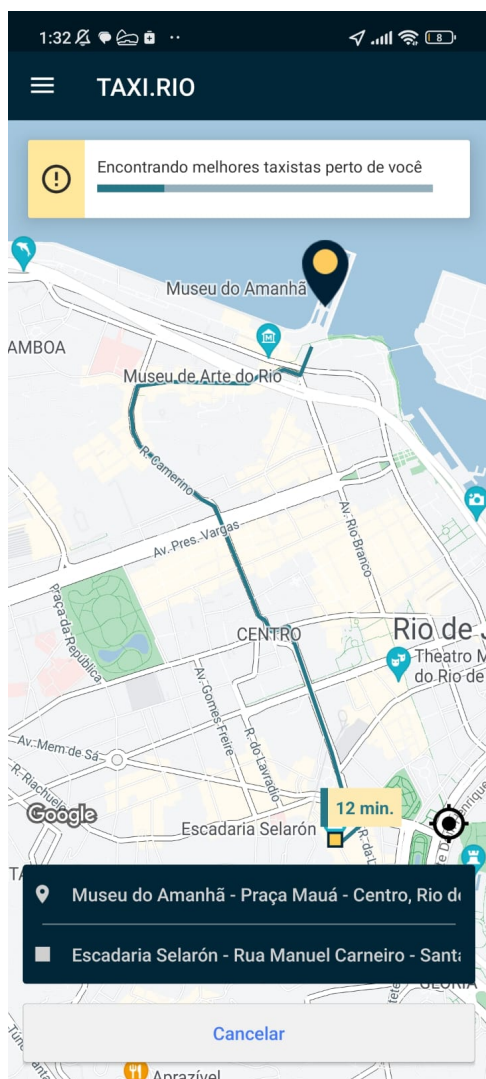 1:32
8
TAXI.RIO
Encontrando melhores taxistas perto de você
Museu do Amanhã
AMBOA
Museu de Arte do Rio
R. Camerino
Av. Rio Branco
Av. Pres. Vargas
Praça da República
CENTRO
Rio de J
Theatro M
do Rio de
Av. Gomes Freire
R. do Lavradio
Av. Mem de Sá
R. Riachuelo
Google
12 min.
Escadaria Selarón
R. da L
Museu do Amanhã - Praça Mauá - Centro, Rio de
Escadaria Selarón - Rua Manuel Carneiro - Santa
GLÓRIA
Cancelar
Aprazível